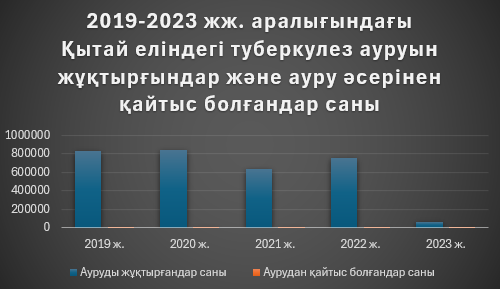 2019-2023 жж. аралығындағы
Қытай еліндегі туберкулез ауруын
жұқтырғындар және ауру әсерінен
қайтыс болғандар саны
1000000
800000
600000
400000
200000
0
2019 ж.
2020 ж.
2021 ж.
2022 ж.
2023 ж.
Ауруды жұқтырғандар саны
Аурудан қайтыс болғандар саны